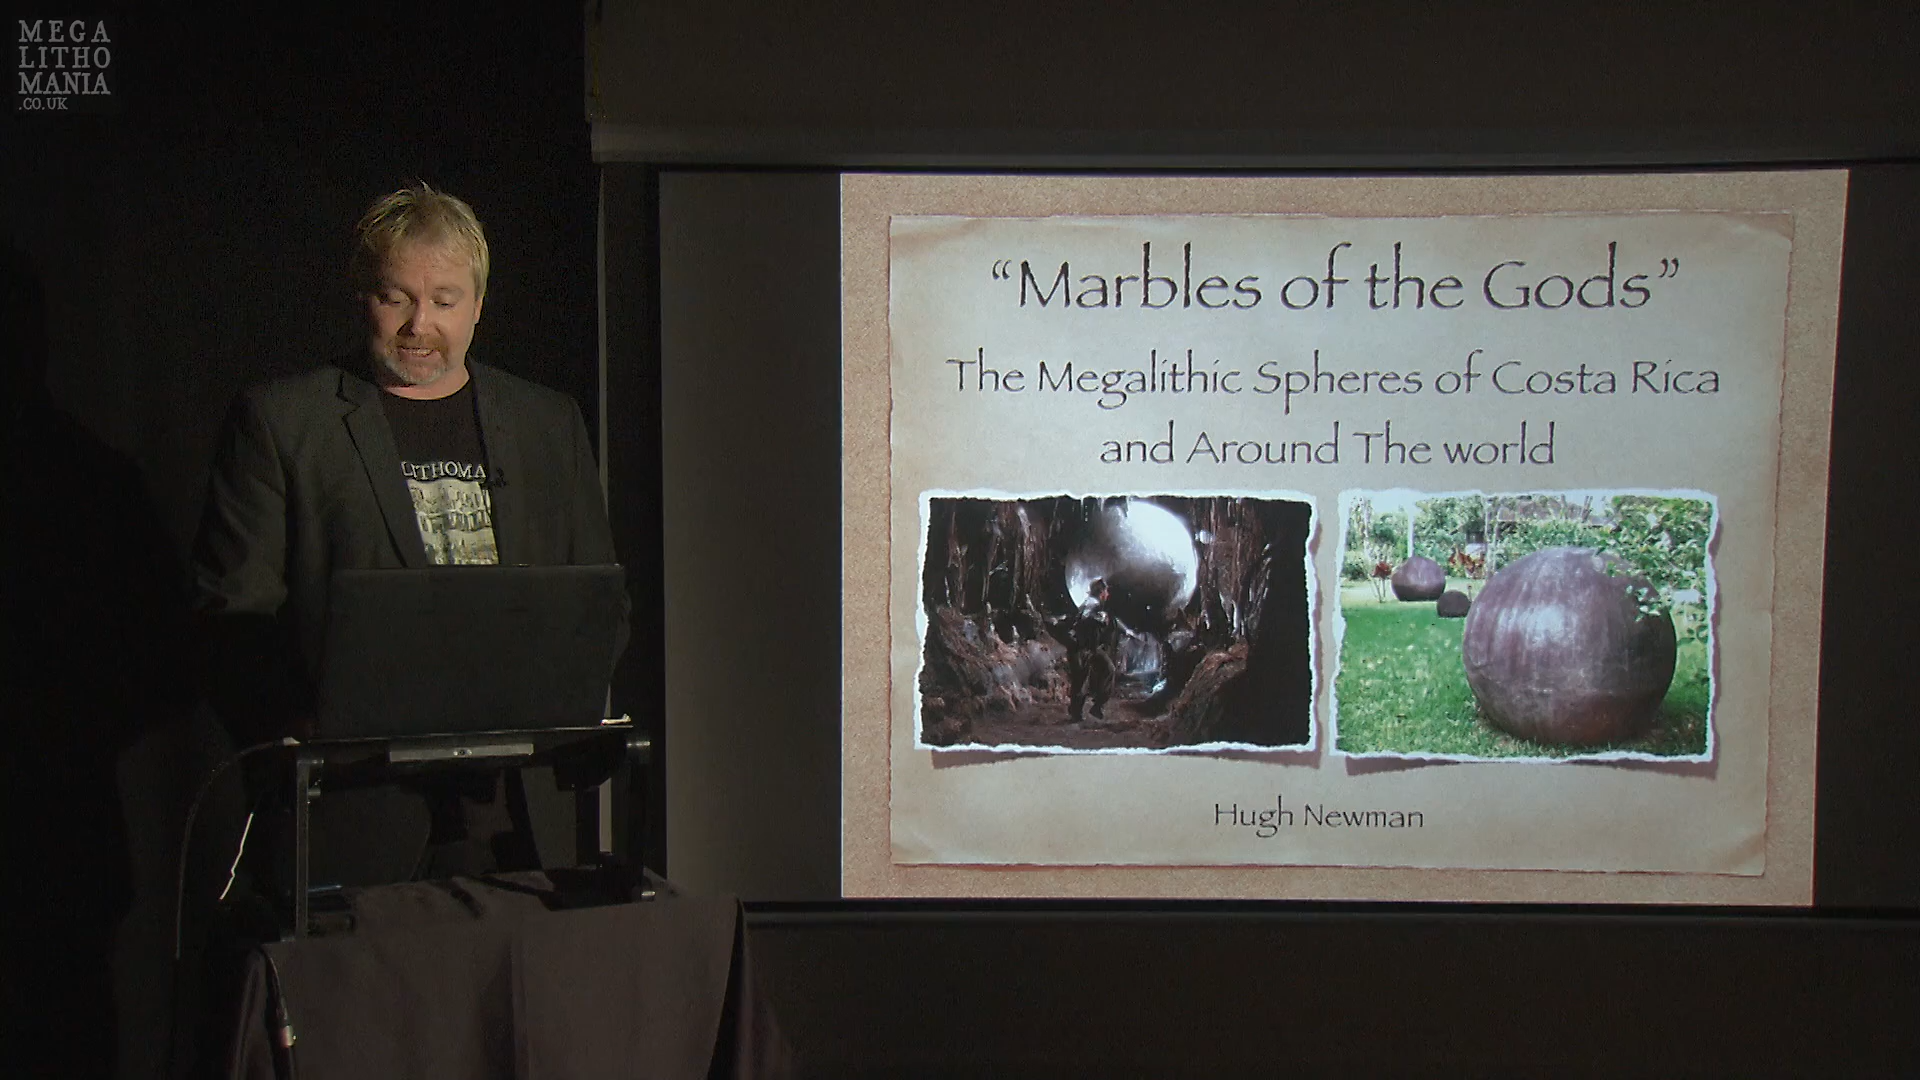 MEGA
LITHO
MANIA
.CO.UK
“Marbles of the Gods”
The Megalithic Spheres of Costa Rica
and Around The world
LITHOMA
Hugh Newman